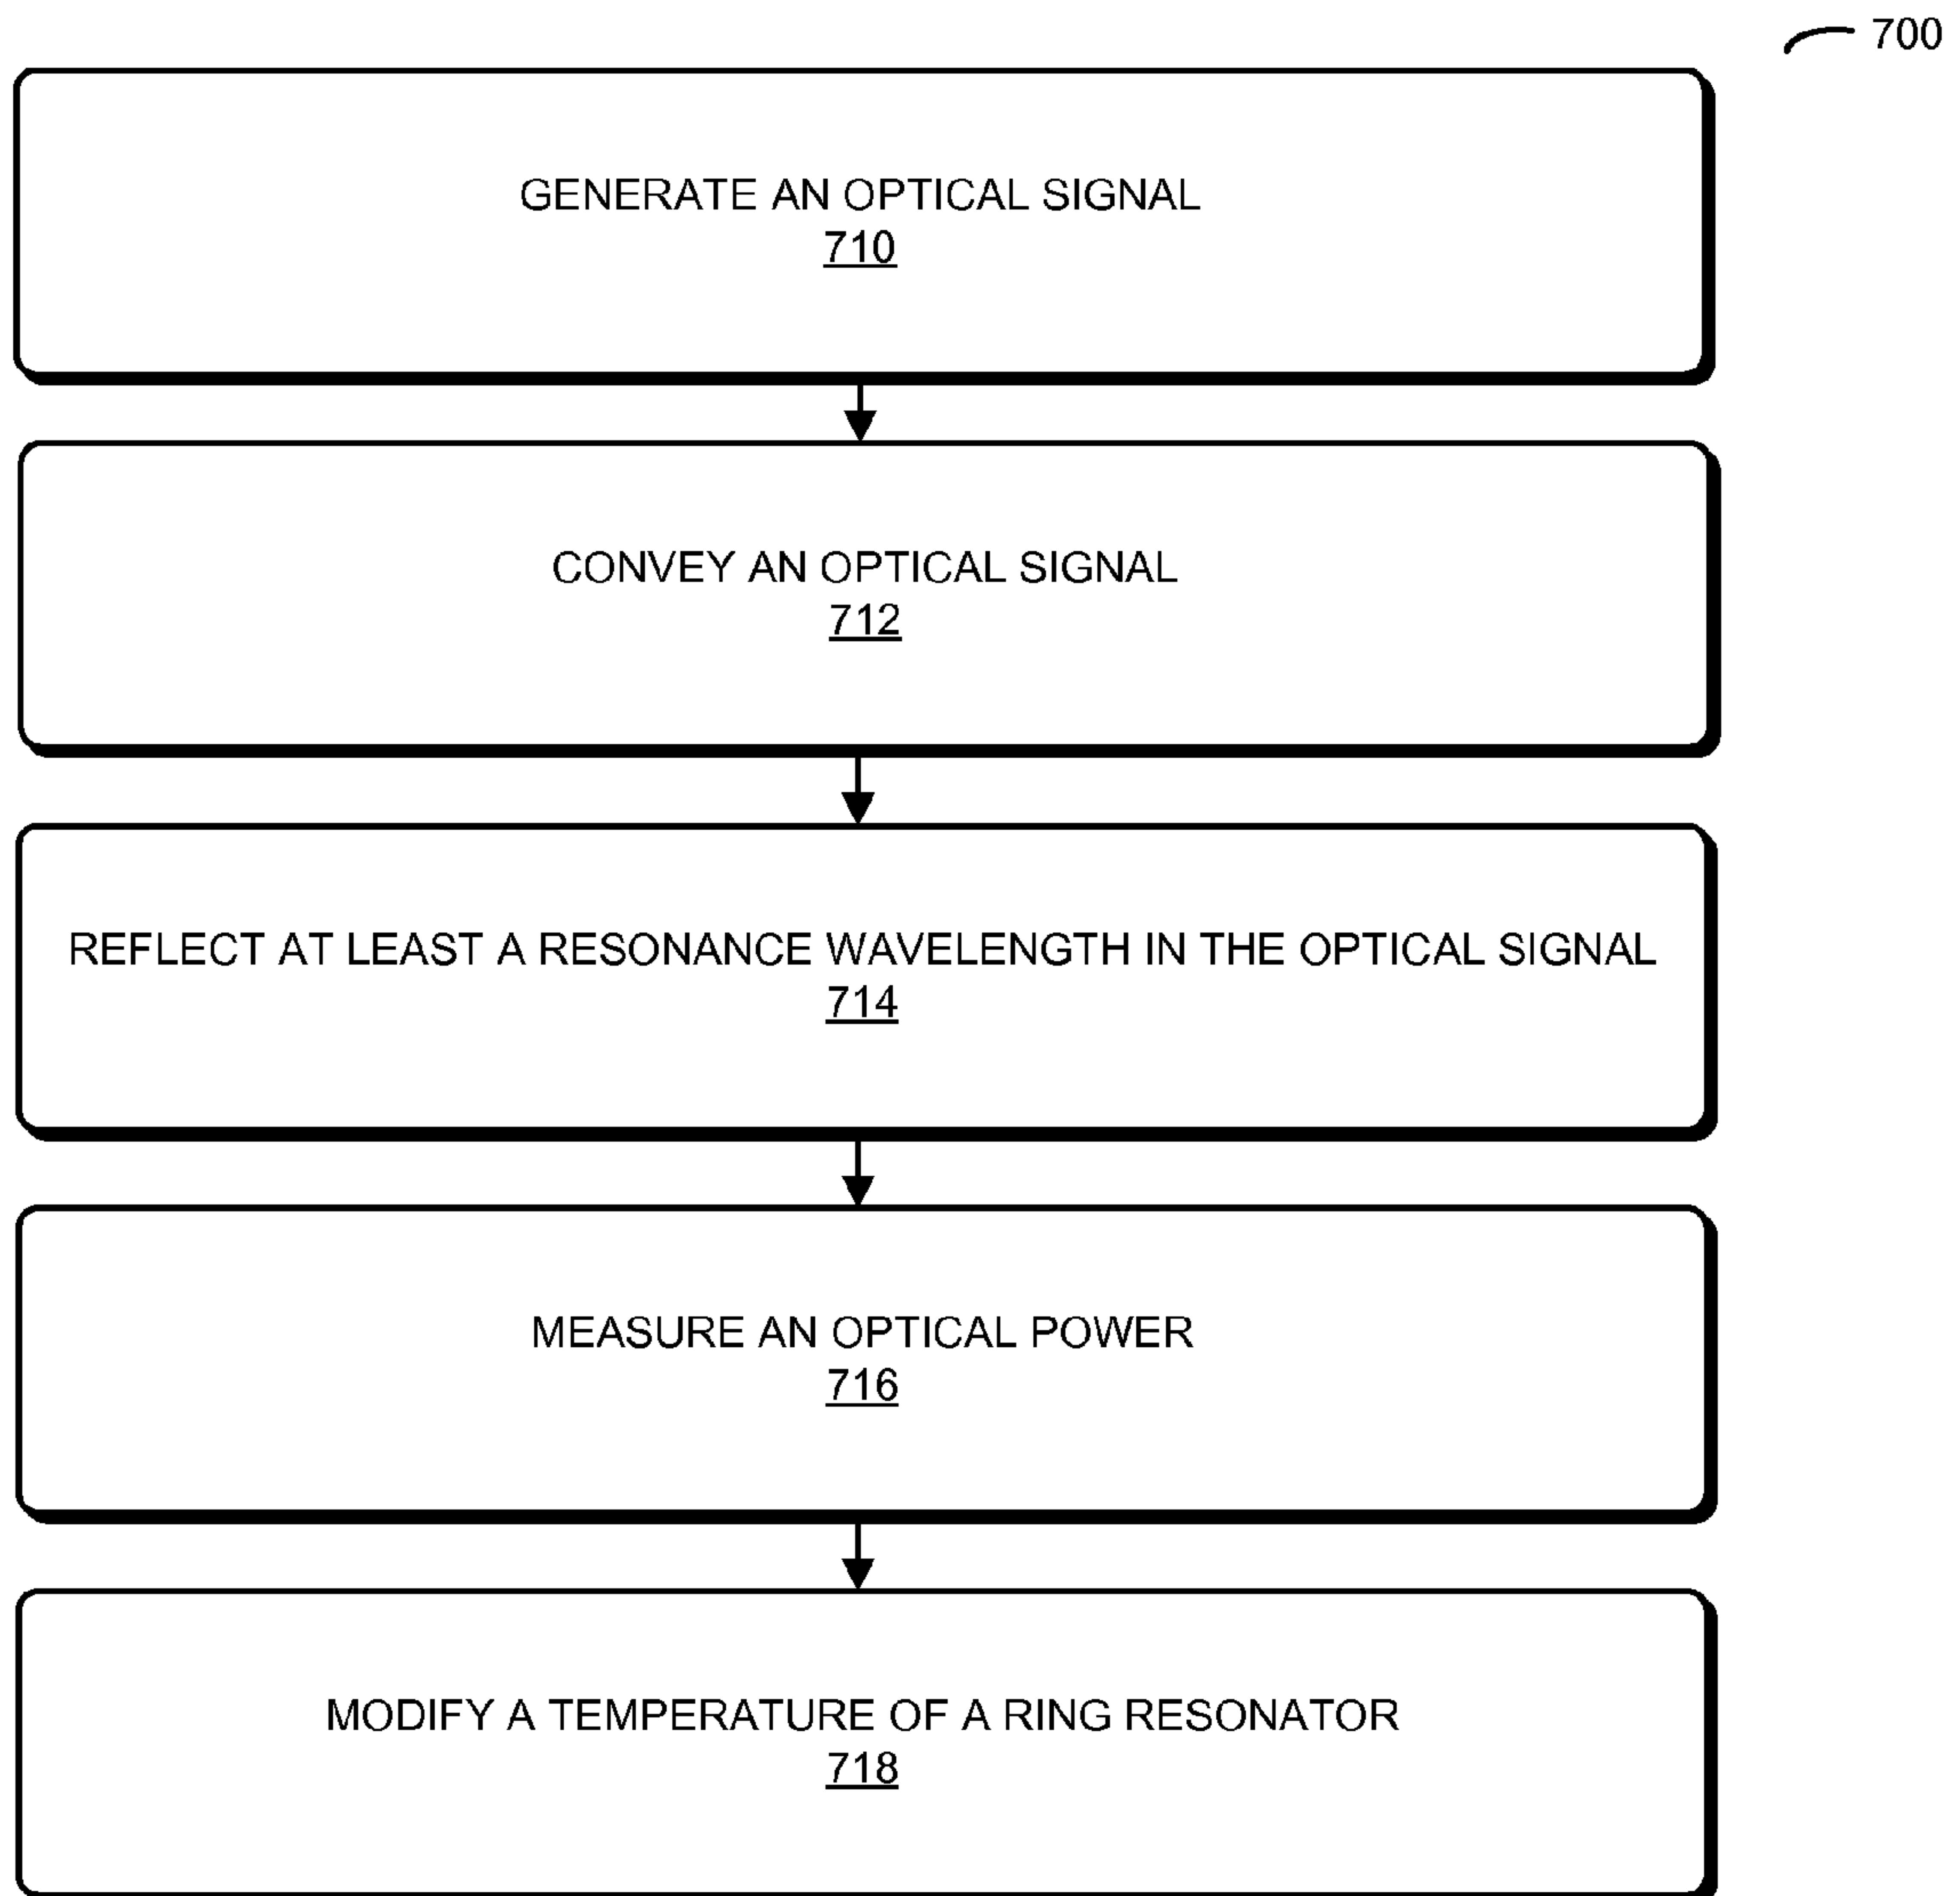 700
GENERATE AN OPTICAL SIGNAL
710
CONVEY AN OPTICAL SIGNAL
712
REFLECT AT LEAST A RESONANCE WAVELENGTH IN THE OPTICAL SIGNAL
714
MEASURE AN OPTICAL POWER
716
MODIFY A TEMPERATURE OF A RING RESONATOR
718